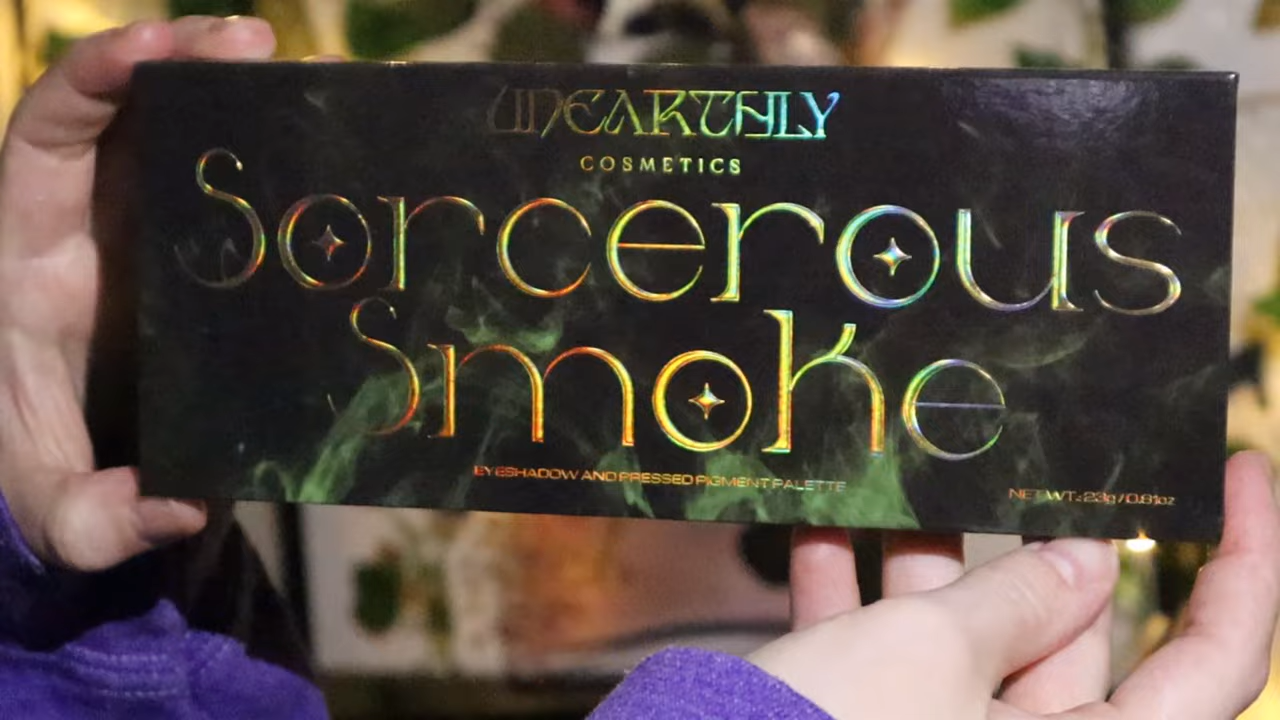 UNEARTHLY
COSMETICS
Sorcerous
Smoke
EYESHADOW AND PRESSED PIGMENT PALETTE
NET WT: 23g / 0.81oz